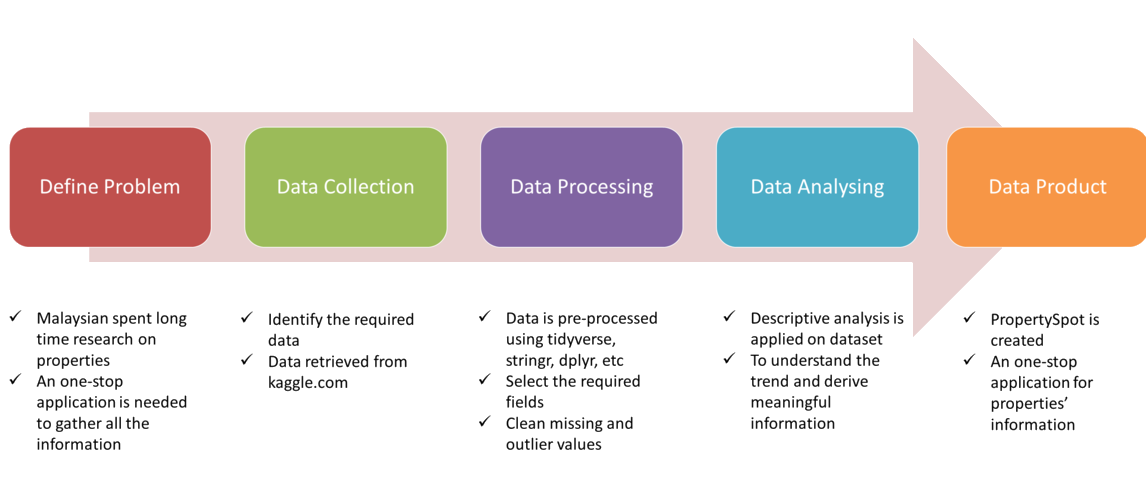 Define Problem
Data Collection
Data Processing
Data Analysing
Data Product
✓ Malaysian spent long
time research on
properties
✓ An one-stop
application is needed
to gather all the
information
✓ Identify the required
data
✓ Data retrieved from
kaggle.com
✓ Data is pre-processed
using tidyverse,
stringr, dplyr, etc
✓ Select the required
fields
✓ Clean missing and
outlier values
✓ Descriptive analysis is
applied on dataset
✓ To understand the
trend and derive
meaningful
information
✓ PropertySpot is
created
✓ An one-stop
application for
properties’
information